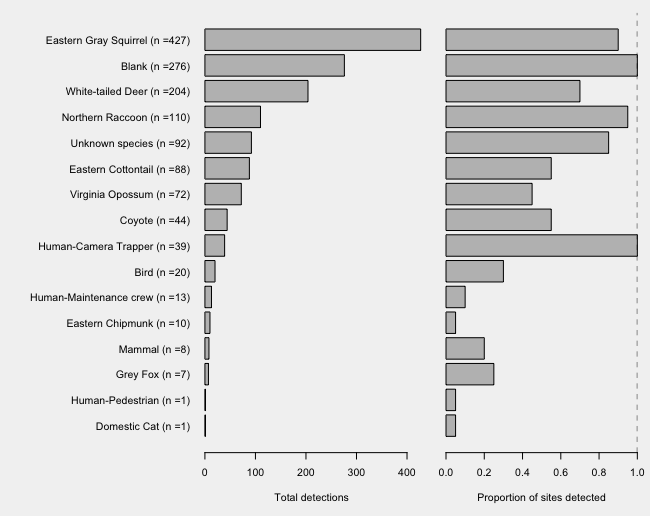 Eastern Gray Squirrel (n =427)
Blank (n =276)
White-tailed Deer (n =204)
Northern Raccoon (n =110)
Unknown species (n =92)
Eastern Cottontail (n =88)
Virginia Opossum (n =72)
Coyote (n =44)
Human-Camera Trapper (n =39)
Bird (n =20)
Human-Maintenance crew (n =13)
Eastern Chipmunk (n =10)
Mammal (n =8)
Grey Fox (n =7)
Human-Pedestrian (n =1)
Domestic Cat (n =1)
0 100 200 300 400
Total detections
0.0 0.2 0.4 0.6 0.8 1.0
Proportion of sites detected